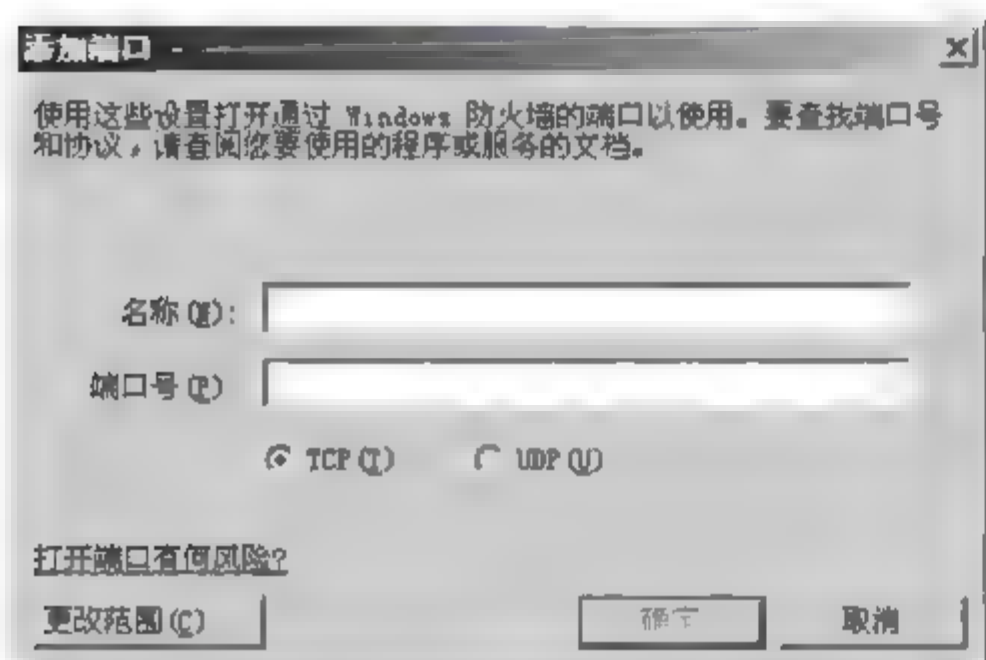 添加端口
使用这些设置打开通过 Windows 防火墙的端口以使用。要查找端口号
和协议，请查阅您要使用的程序或服务的文档。
名称(N):
端口号(P)
TCP(T) UDP(U)
打开端口有何风险?
更改范围(C) 确定 取消